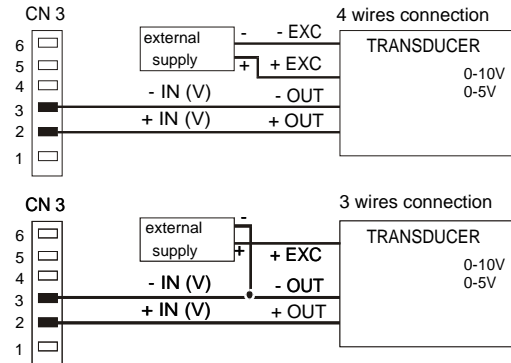 CN 3
4 wires connection
6
5
4
3
2
1
external
supply
-
+
- EXC
+ EXC
- IN (V)
- OUT
+ IN (V)
+ OUT
TRANSDUCER
0-10V
0-5V
CN 3
3 wires connection
6
5
4
3
2
1
external
supply
-
+
+ EXC
- IN (V)
- OUT
+ IN (V)
+ OUT
TRANSDUCER
0-10V
0-5V